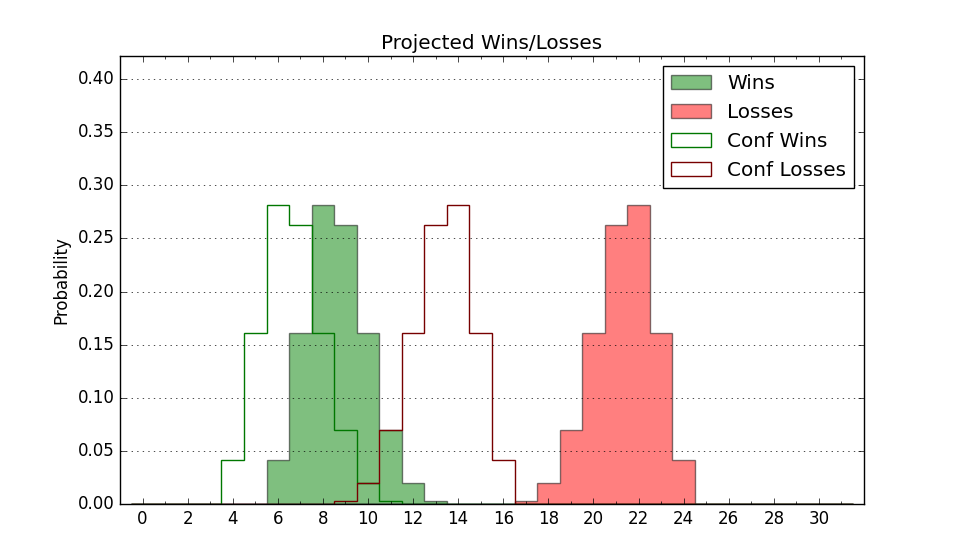 Projected Wins/Losses
0.40
0.35
0.30
0.25
0.20
0.15
0.10
0.05
0.00
Probability
Wins
Losses
Conf Wins
Conf Losses
0 2 4 6 8 10 12 14 16 18 20 22 24 26 28 30